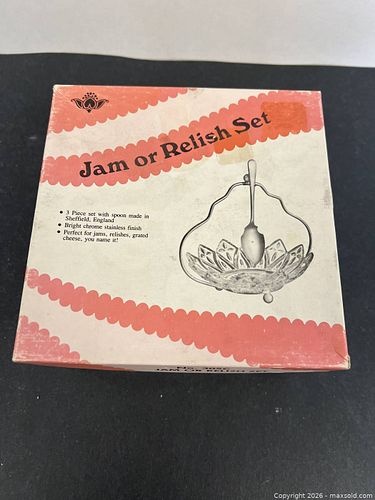 Jam or Relish Set
• 3 Piece set with spoon made in
Sheffield, England
• Bright chrome stainless finish
• Perfect for jams, relishes, grated
cheese, you name it!
JAM OR RELISH SET
Copyright © 2026 - maxsold.com